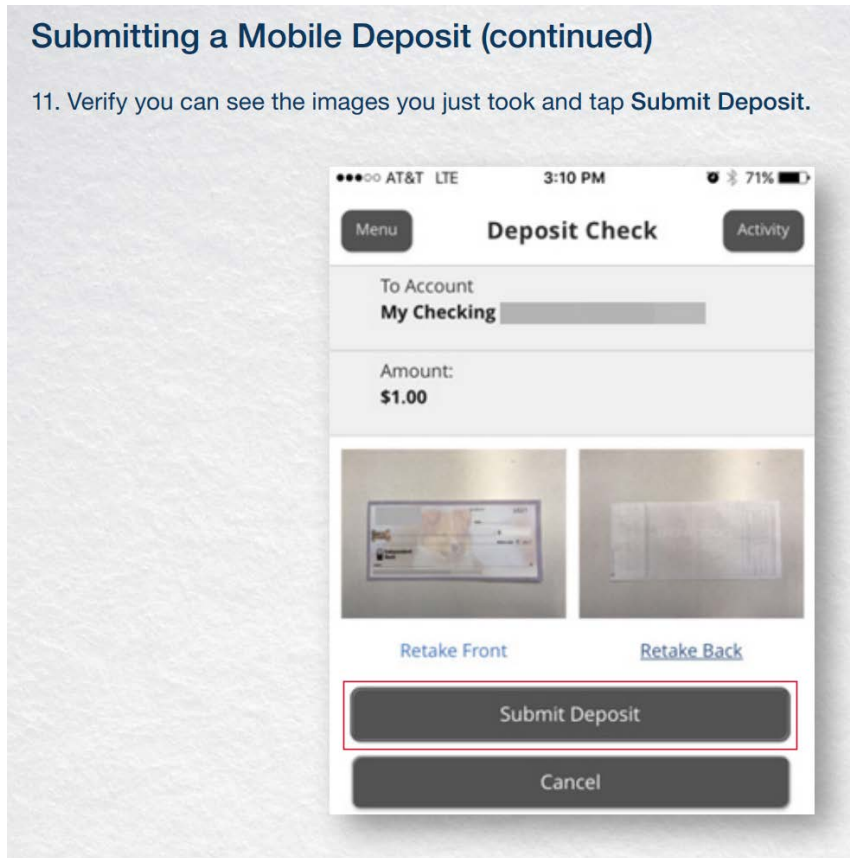 Submitting a Mobile Deposit (continued)
11. Verify you can see the images you just took and tap Submit Deposit.
AT&T LTE 3:10 PM 71%
Menu Deposit Check Activity
To Account
My Checking
Amount:
$1.00
Independent
Bank
Retake Front Retake Back
Submit Deposit
Cancel